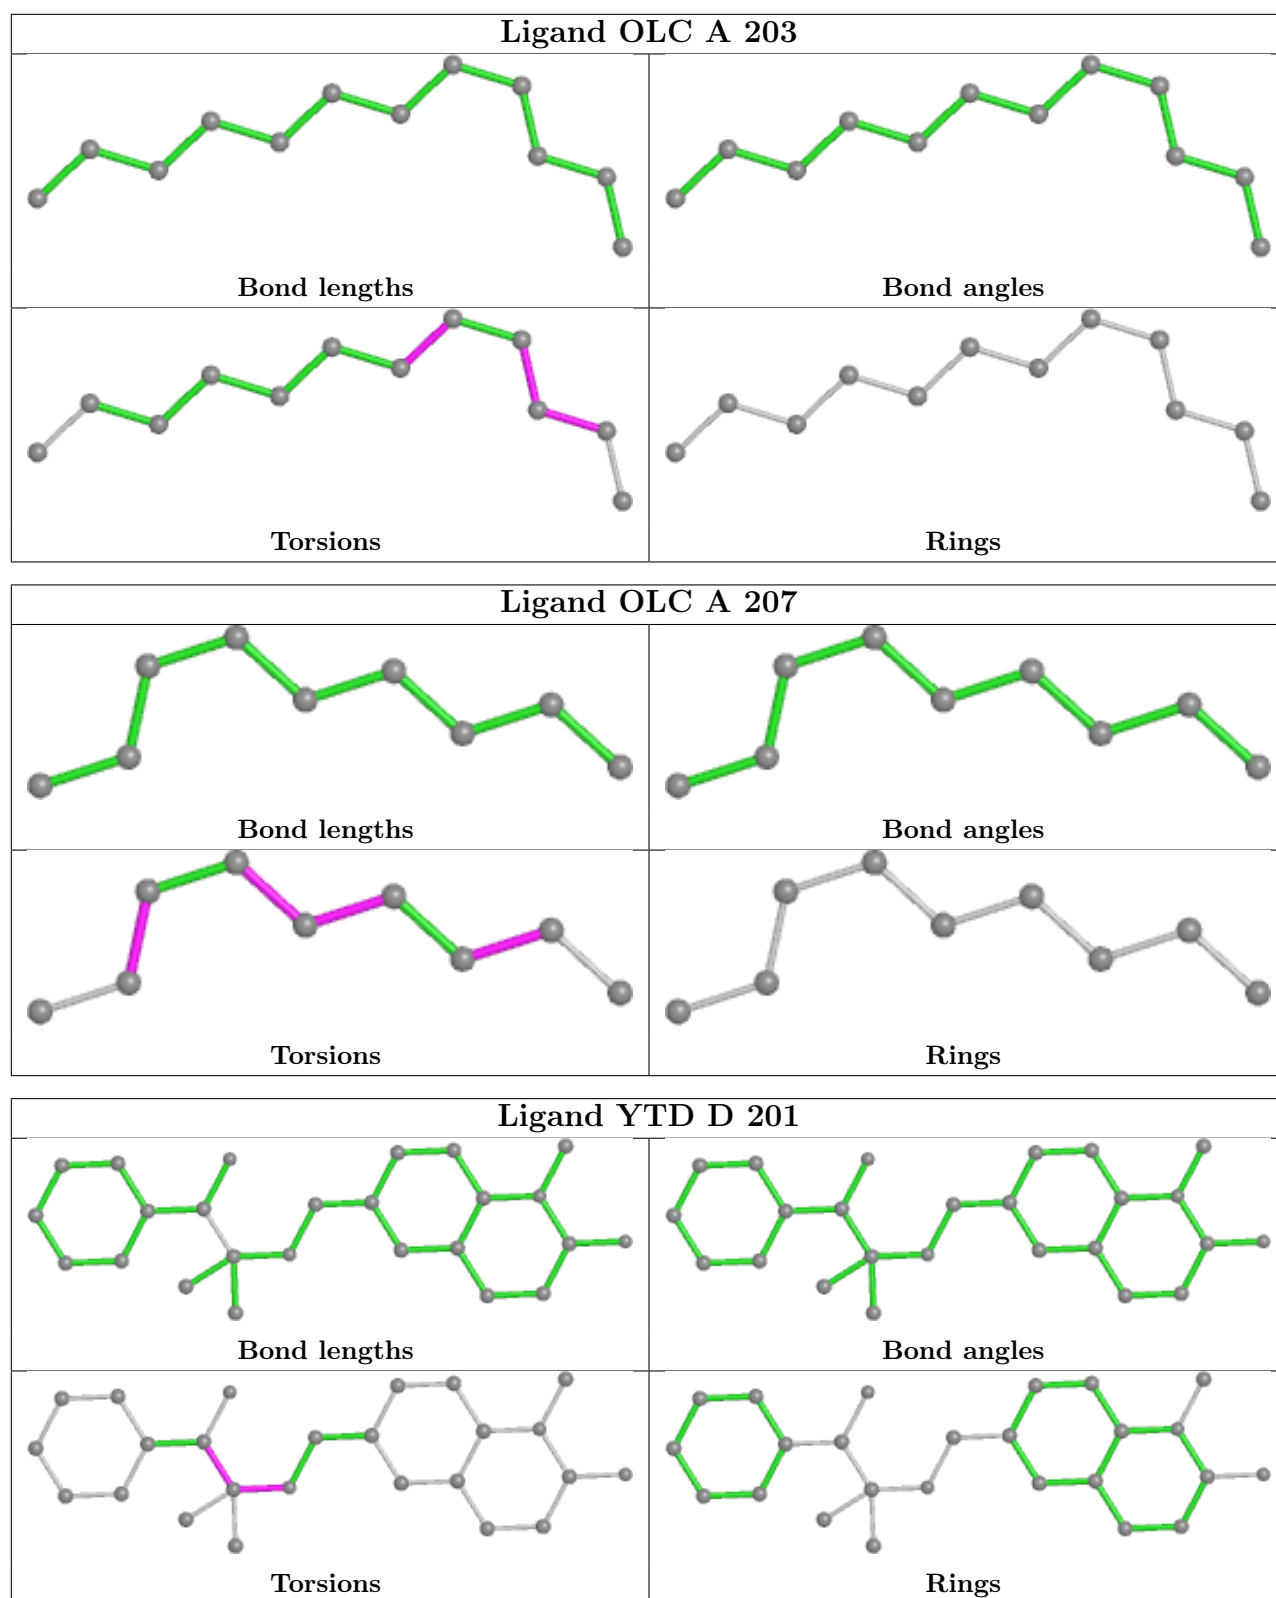 Ligand OLC A 203
Bond lengths
Bond angles
Torsions
Rings
Ligand OLC A 207
Bond lengths
Bond angles
Torsions
Rings
Ligand YTD D 201
Bond lengths
Bond angles
Torsions
Rings